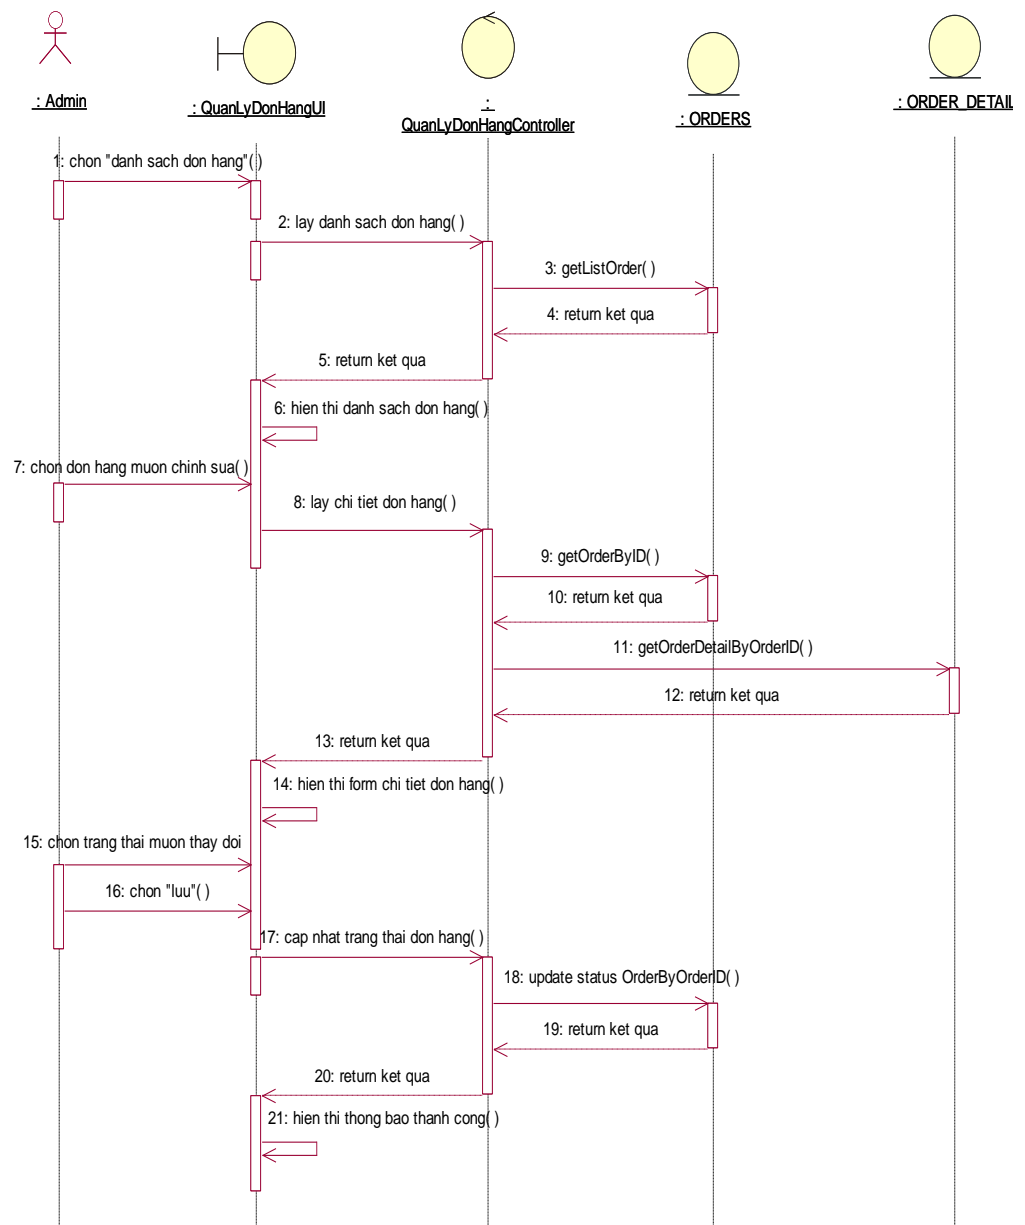 : Admin
: QuanLyDonHangUI
:
QuanLyDonHangController
: ORDERS
: ORDER_DETAIL
1: chon "danh sach don hang"( )
2: lay danh sach don hang( )
3: getListOrder( )
4: return ket qua
5: return ket qua
6: hien thi danh sach don hang( )
7: chon don hang muon chinh sua( )
8: lay chi tiet don hang( )
9: getOrderByID( )
10: return ket qua
11: getOrderDetailByOrderID( )
12: return ket qua
13: return ket qua
14: hien thi form chi tiet don hang( )
15: chon trang thai muon thay doi
16: chon "luu"( )
17: cap nhat trang thai don hang( )
18: update status OrderByOrderID( )
19: return ket qua
20: return ket qua
21: hien thi thong bao thanh cong( )